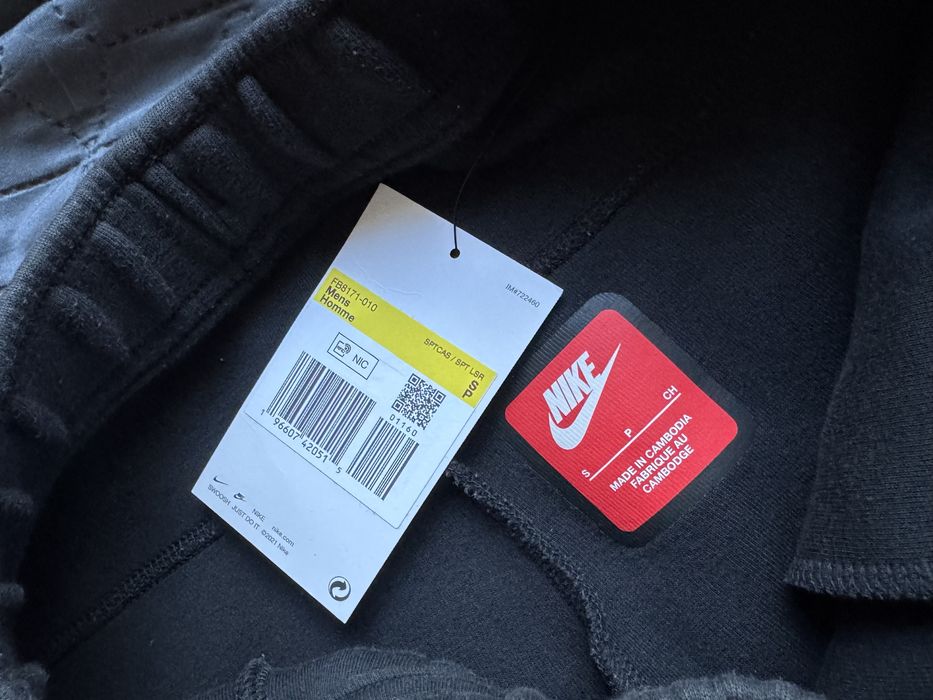 IM#722460
FB8171-010
Mens
Homme
SPTCAS / SPT LSR
S
P
NIC
01160
1 96607 42051 5
NIKE
SWOOSH JUST DO IT ©2021 Nike
nike.com
NIKE
S P CH
MADE IN CAMBODIA
FABRIQUE AU
CAMBODGE